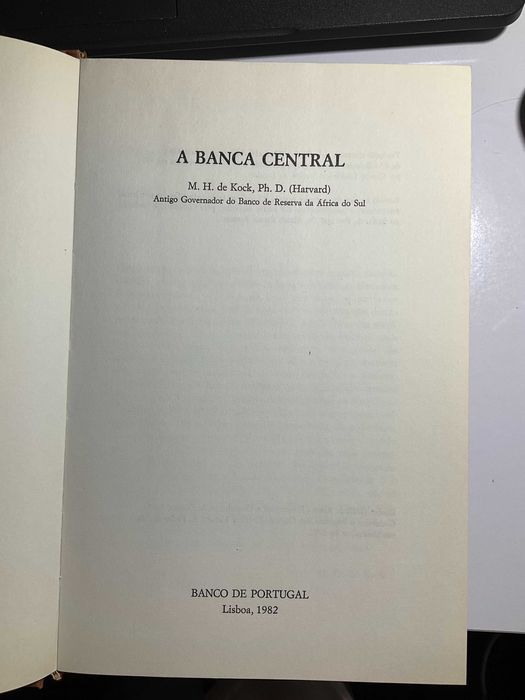 A BANCA CENTRAL
M. H. de Kock, Ph. D. (Harvard)
Antigo Governador do Banco de Reserva da África do Sul
BANCO DE PORTUGAL
Lisboa, 1982